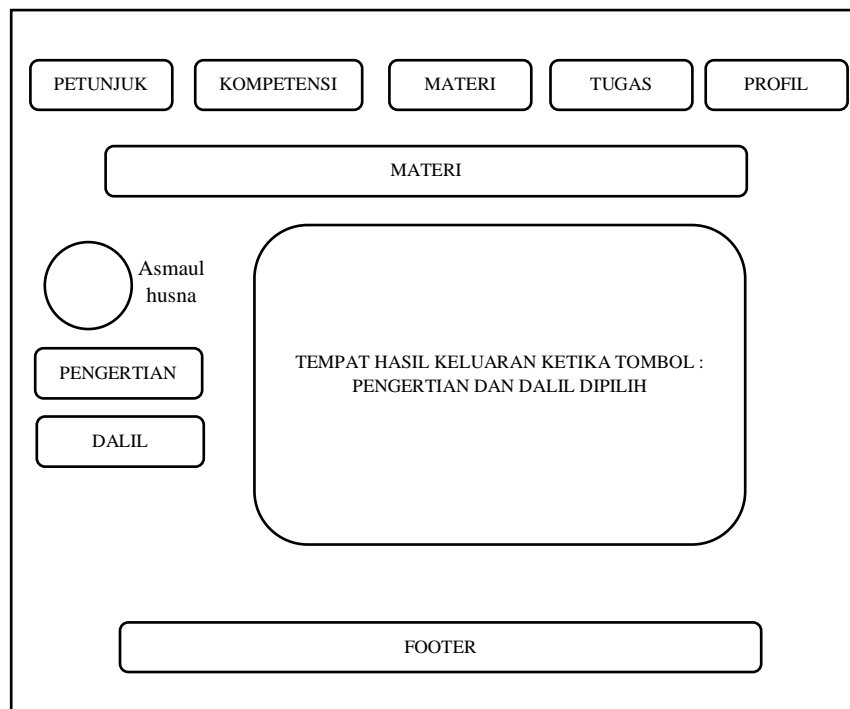 PETUNJUK
KOMPETENSI
MATERI
TUGAS
PROFIL
MATERI
Asmaul
husna
PENGERTIAN
DALIL
TEMPAT HASIL KELUARAN KETIKA TOMBOL :
PENGERTIAN DAN DALIL DIPILIH
FOOTER